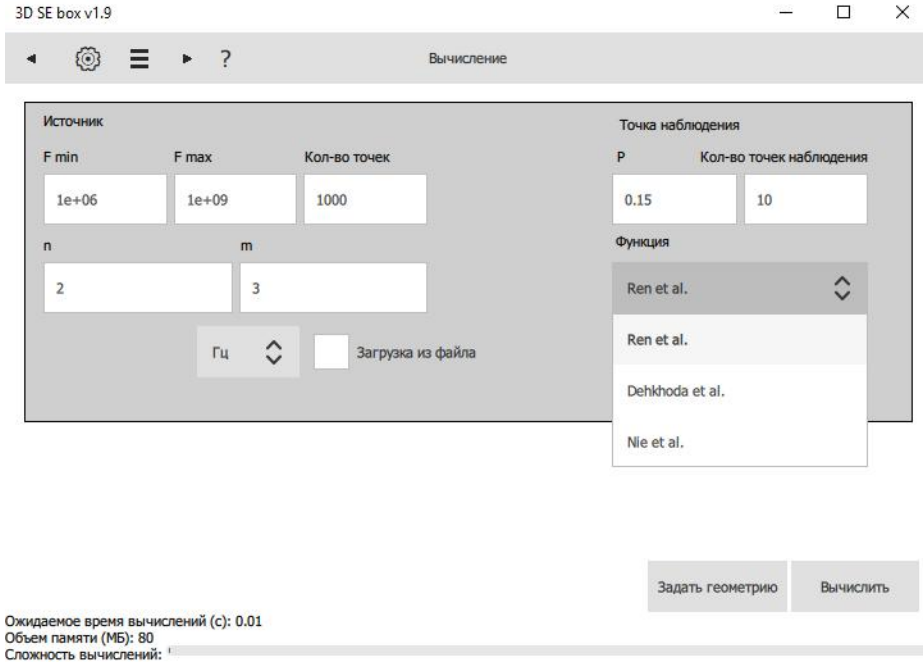 3D SE box v1.9
? Вычисление
Источник
F min F max Кол-во точек
1e+06 1e+09 1000
n m
2 3
Гц Загрузка из файла
Точка наблюдения
P Кол-во точек наблюдения
0.15 10
Функция
Ren et al.
Ren et al.
Dehkhoda et al.
Nie et al.
Задать геометрию Вычислить
Ожидаемое время вычислений (с): 0.01
Объем памяти (МБ): 80
Сложность вычислений: